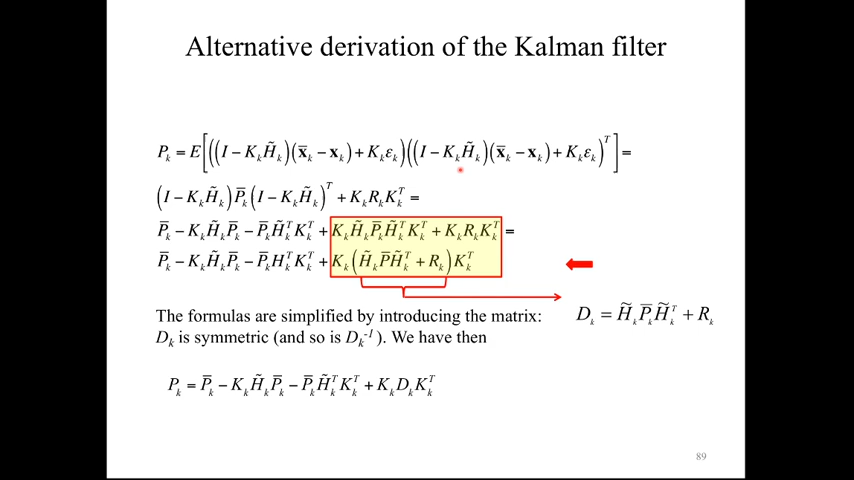 Alternative derivation of the Kalman filter
P_k = E[((I − K_k H̃_k)(x̄_k − x_k) + K_k ε_k)((I − K_k H̃_k)(x̄_k − x_k) + K_k ε_k)^T] =
(I − K_k H̃_k) P̄_k (I − K_k H̃_k)^T + K_k R_k K_k^T =
P̄_k − K_k H̃_k P̄_k − P̄_k H̃_k^T K_k^T + K_k H̃_k P̄_k H̃_k^T K_k^T + K_k R_k K_k^T =
P̄_k − K_k H̃_k P̄_k − P̄_k H_k^T K_k^T + K_k (H̃_k P̄ H̃_k^T + R_k) K_k^T
The formulas are simplified by introducing the matrix:
D_k = H̃_k P̄_k H̃_k^T + R_k
D_k is symmetric (and so is D_k^-1 ). We have then
P_k = P̄_k − K_k H̃_k P̄_k − P̄_k H̃_k^T K_k^T + K_k D_k K_k^T
89